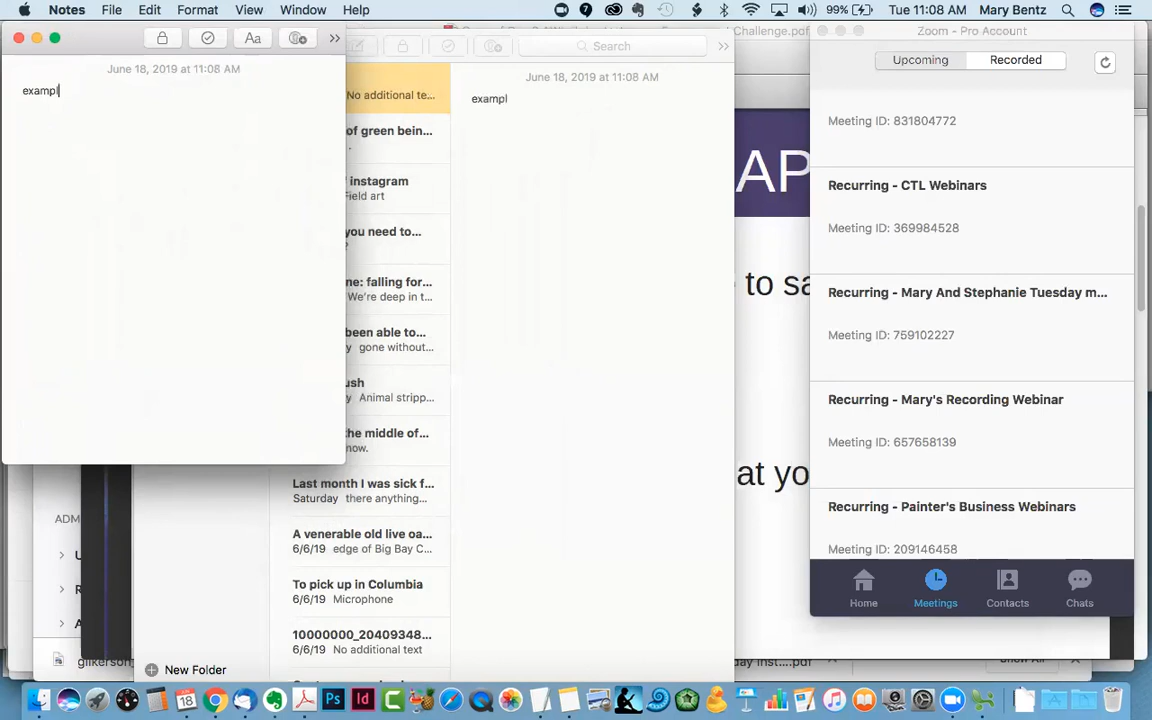 Notes File Edit Format View Window Help 99% Tue 11:08 AM Mary Bentz
Challenge.pdf
Aa
June 18, 2019 at 11:08 AM
exampl
Search
June 18, 2019 at 11:08 AM
exampl
No additional te...
of green bein...
instagram
Field art
you need to...
?
ne: falling for...
We're deep in t...
been able to...
gone without...
Animal stripp...
the middle of...
now.
Last month I was sick f...
Saturday there anything...
A venerable old live oa...
6/6/19 edge of Big Bay C...
To pick up in Columbia
6/6/19 Microphone
10000000_20409348...
6/6/19 No additional text
New Folder
ADM
AP
to sa
at yo
Zoom - Pro Account
Upcoming Recorded
Meeting ID: 831804772
Recurring - CTL Webinars
Meeting ID: 369984528
Recurring - Mary And Stephanie Tuesday m...
Meeting ID: 759102227
Recurring - Mary's Recording Webinar
Meeting ID: 657658139
Recurring - Painter's Business Webinars
Meeting ID: 209146458
Home Meetings Contacts Chats
18
Ps
Id